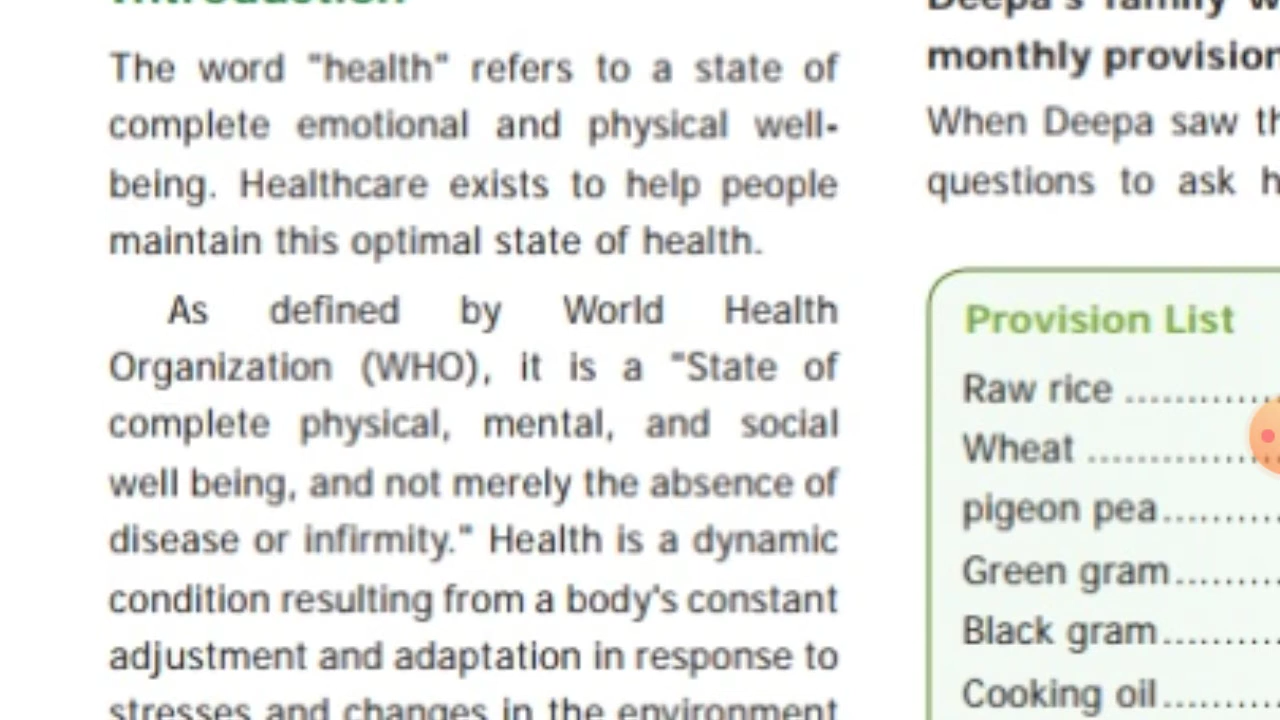 Introduction
The word "health" refers to a state of
complete emotional and physical well-
being. Healthcare exists to help people
maintain this optimal state of health.
As defined by World Health
Organization (WHO), it is a "State of
complete physical, mental, and social
well being, and not merely the absence of
disease or infirmity." Health is a dynamic
condition resulting from a body's constant
adjustment and adaptation in response to
stresses and changes in the environment
Deepa's family
monthly provision
When Deepa saw
questions to ask
Provision List
Raw rice ............
Wheat ................
pigeon pea..........
Green gram.........
Black gram..........
Cooking oil..........